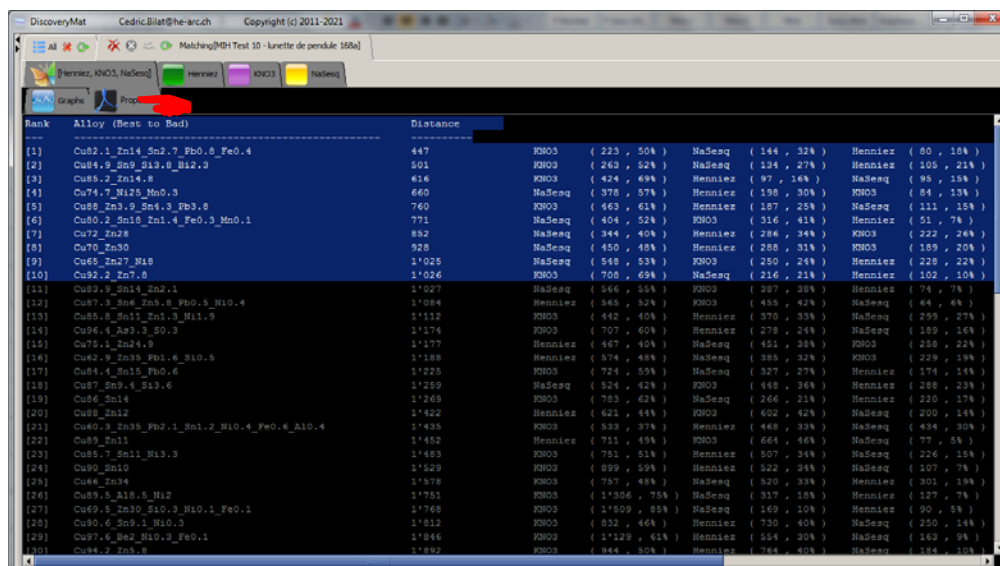 DiscoveryMat Cedric.Bilat@he-arc.ch Copyright (c) 2011-2021
All Matching[MIH Test 10 - lunette de pendule 168a]
[Henniez, KNO3, NaSesq] Henniez KNO3 NaSesq
Graphs Prop
Rank Alloy (Best to Bad) Distance
[1] Cu82.1_Zn14_Sn2.7_Pb0.8_Fe0.4 447 KNO3 ( 223 , 50% ) NaSesq ( 144 , 32% ) Henniez ( 80 , 18% )
[2] Cu84.9_Sn9_Si3.8_Bi2.3 501 KNO3 ( 263 , 52% ) NaSesq ( 134 , 27% ) Henniez ( 105 , 21% )
[3] Cu85.2_Zn14.8 616 KNO3 ( 424 , 69% ) Henniez ( 97 , 16% ) NaSesq ( 95 , 15% )
[4] Cu74.7_Ni25_Mn0.3 660 NaSesq ( 378 , 57% ) Henniez ( 198 , 30% ) KNO3 ( 84 , 13% )
[5] Cu88_Zn3.9_Sn4.3_Pb3.8 760 KNO3 ( 463 , 61% ) Henniez ( 187 , 25% ) NaSesq ( 111 , 15% )
[6] Cu80.2_Sn18_Zn1.4_Fe0.3_Mn0.1 771 NaSesq ( 404 , 52% ) KNO3 ( 316 , 41% ) Henniez ( 51 , 7% )
[7] Cu72_Zn28 852 NaSesq ( 344 , 40% ) Henniez ( 286 , 34% ) KNO3 ( 222 , 26% )
[8] Cu70_Zn30 928 NaSesq ( 450 , 48% ) Henniez ( 288 , 31% ) KNO3 ( 189 , 20% )
[9] Cu65_Zn27_Ni8 1'025 NaSesq ( 548 , 53% ) KNO3 ( 250 , 24% ) Henniez ( 228 , 22% )
[10] Cu92.2_Zn7.8 1'026 KNO3 ( 708 , 69% ) NaSesq ( 216 , 21% ) Henniez ( 102 , 10% )
[11] Cu83.9_Sn14_Zn2.1 1'027 NaSesq ( 566 , 55% ) KNO3 ( 387 , 38% ) Henniez ( 74 , 7% )
[12] Cu87.3_Sn6_Zn5.8_Pb0.5_Ni0.4 1'084 Henniez ( 565 , 52% ) KNO3 ( 455 , 42% ) NaSesq ( 64 , 6% )
[13] Cu85.8_Sn11_Zn1.3_Ni1.9 1'112 KNO3 ( 442 , 40% ) Henniez ( 370 , 33% ) NaSesq ( 299 , 27% )
[14] Cu96.4_As3.3_S0.3 1'174 KNO3 ( 707 , 60% ) Henniez ( 278 , 24% ) NaSesq ( 189 , 16% )
[15] Cu75.1_Zn24.9 1'177 Henniez ( 467 , 40% ) NaSesq ( 451 , 38% ) KNO3 ( 258 , 22% )
[16] Cu62.9_Zn35_Pb1.6_Si0.5 1'188 Henniez ( 574 , 48% ) NaSesq ( 385 , 32% ) KNO3 ( 229 , 19% )
[17] Cu84.4_Sn15_Pb0.6 1'225 KNO3 ( 724 , 59% ) NaSesq ( 327 , 27% ) Henniez ( 174 , 14% )
[18] Cu87_Sn9.4_Si3.6 1'259 NaSesq ( 524 , 42% ) KNO3 ( 448 , 36% ) Henniez ( 288 , 23% )
[19] Cu86_Sn14 1'269 KNO3 ( 783 , 62% ) NaSesq ( 266 , 21% ) Henniez ( 220 , 17% )
[20] Cu88_Zn12 1'422 Henniez ( 621 , 44% ) KNO3 ( 602 , 42% ) NaSesq ( 200 , 14% )
[21] Cu60.3_Zn35_Pb2.1_Sn1.2_Ni0.4_Fe0.6_Al0.4 1'435 KNO3 ( 533 , 37% ) Henniez ( 468 , 33% ) NaSesq ( 434 , 30% )
[22] Cu89_Zn11 1'452 Henniez ( 711 , 49% ) KNO3 ( 664 , 46% ) NaSesq ( 77 , 5% )
[23] Cu85.7_Sn11_Ni3.3 1'483 KNO3 ( 751 , 51% ) Henniez ( 507 , 34% ) NaSesq ( 226 , 15% )
[24] Cu90_Sn10 1'529 KNO3 ( 899 , 59% ) Henniez ( 522 , 34% ) NaSesq ( 107 , 7% )
[25] Cu66_Zn34 1'578 KNO3 ( 757 , 48% ) NaSesq ( 520 , 33% ) Henniez ( 301 , 19% )
[26] Cu89.5_Al8.5_Ni2 1'751 KNO3 ( 1'306 , 75% ) NaSesq ( 317 , 18% ) Henniez ( 127 , 7% )
[27] Cu69.5_Zn30_Si0.3_Ni0.1_Fe0.1 1'768 KNO3 ( 1'509 , 85% ) NaSesq ( 169 , 10% ) Henniez ( 90 , 5% )
[28] Cu90.6_Sn9.1_Ni0.3 1'812 KNO3 ( 832 , 46% ) Henniez ( 730 , 40% ) NaSesq ( 250 , 14% )
[29] Cu97.6_Be2_Ni0.3_Fe0.1 1'846 KNO3 ( 1'129 , 61% ) Henniez ( 554 , 30% ) NaSesq ( 163 , 9% )
[30] Cu94.2_Zn5.8 1'892 KNO3 ( 944 , 50% ) Henniez ( 764 , 40% ) NaSesq ( 184 , 10% )